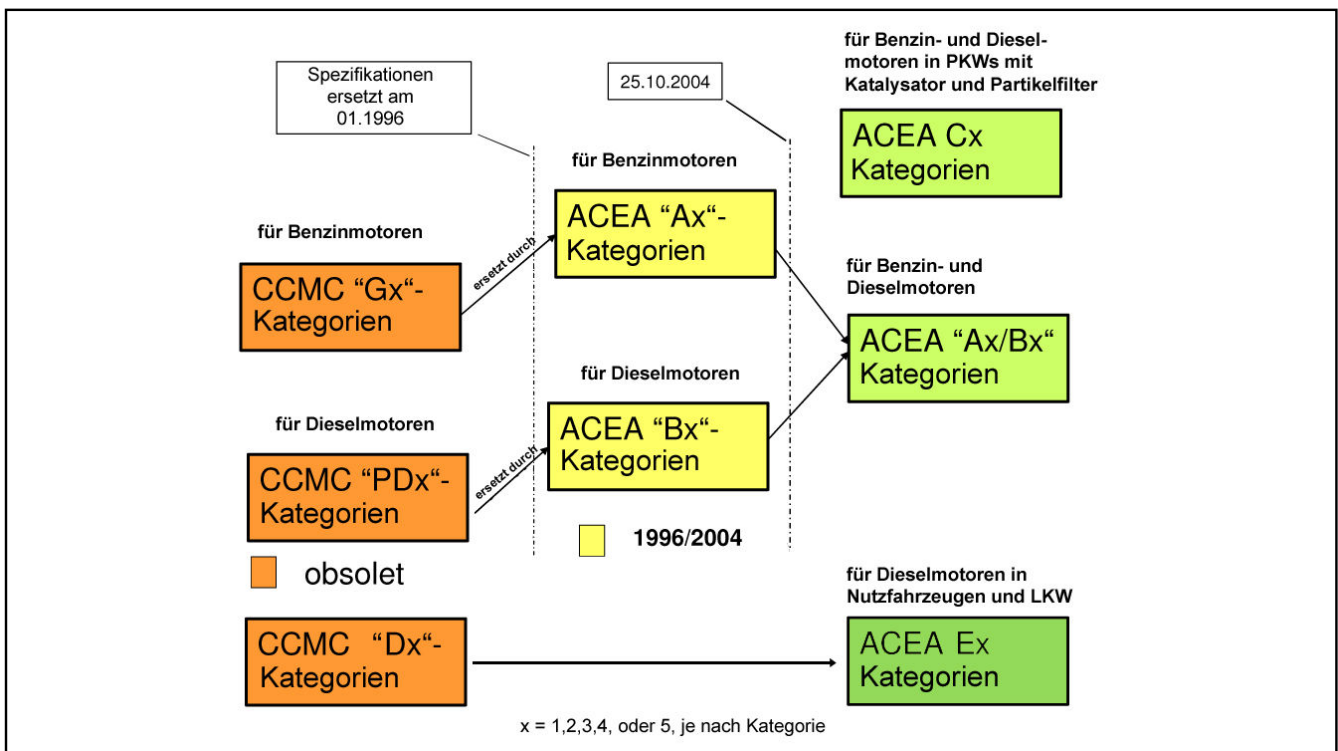 Spezifikationen
ersetzt am
01.1996
25.10.2004
für Benzin- und Diesel-
motoren in PKWs mit
Katalysator und Partikelfilter
ACEA Cx
Kategorien
für Benzinmotoren
ACEA “Ax“-
Kategorien
für Benzinmotoren
CCMC “Gx“-
Kategorien
ersetzt durch
für Benzin- und
Dieselmotoren
ACEA “Ax/Bx“
Kategorien
für Dieselmotoren
ACEA “Bx“-
Kategorien
für Dieselmotoren
CCMC “PDx“-
Kategorien
ersetzt durch
1996/2004
obsolet
für Dieselmotoren in
Nutzfahrzeugen und LKW
CCMC “Dx“-
Kategorien
ACEA Ex
Kategorien
x = 1,2,3,4, oder 5, je nach Kategorie